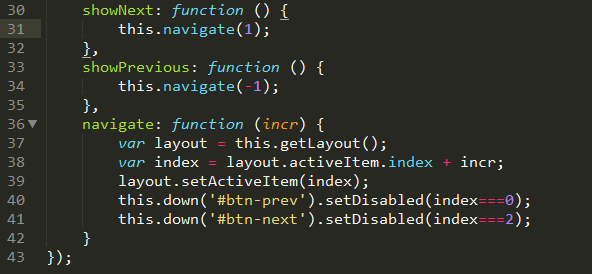 30 showNext: function () {
31 this.navigate(1);
32 },
33 showPrevious: function () {
34 this.navigate(-1);
35 },
36 navigate: function (incr) {
37 var layout = this.getLayout();
38 var index = layout.activeItem.index + incr;
39 layout.setActiveItem(index);
40 this.down('#btn-prev').setDisabled(index===0);
41 this.down('#btn-next').setDisabled(index===2);
42 }
43 });